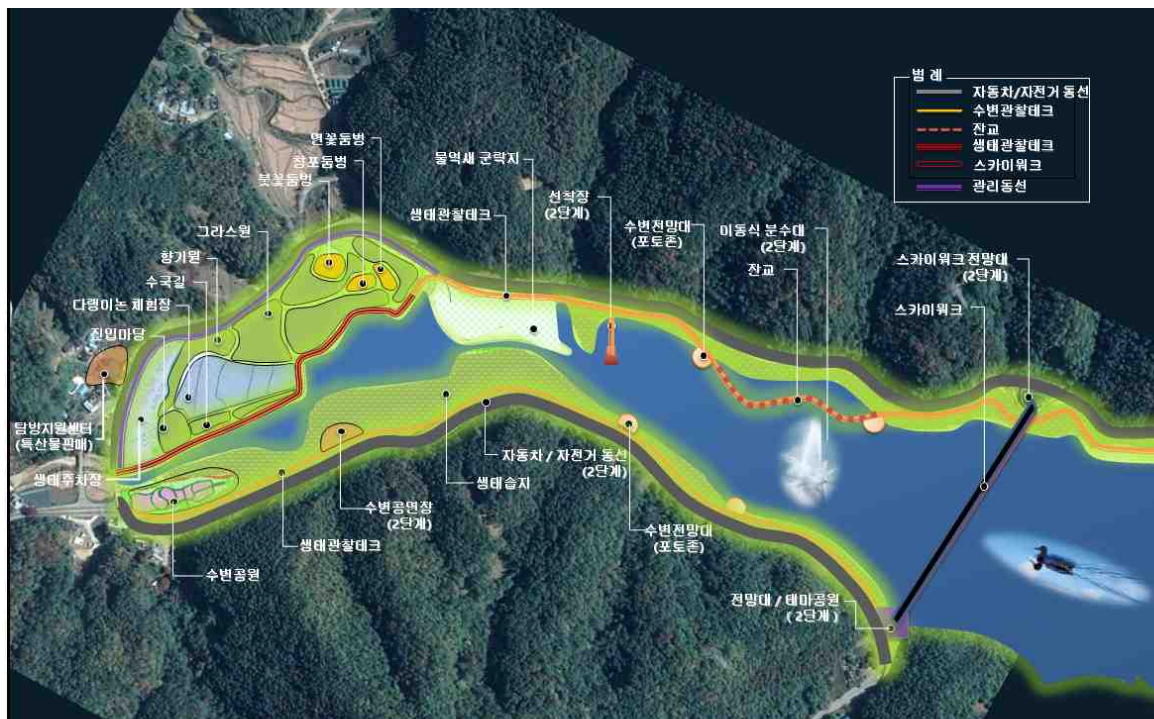 범 례
자동차/자전거 동선
수변관찰테크
잔교
생태관찰테크
스카이워크
관리동선
연꽃둠벙
창포둠벙
붓꽃둠벙
물억새 군락지
생태관찰테크
선착장
(2단계)
수변전망대
(포토존)
이동식 분수대
(2단계)
잔교
스카이워크 전망대
(2단계)
스카이워크
그라스원
향기원
수국길
다랭이논 체험장
진입마당
탐방지원센터
(특산물판매)
생태주차장
수변공원
생태관찰테크
수변공연장
(2단계)
생태습지
자동차 / 자전거 동선
(2단계)
수변전망대
(포토존)
전망대 / 테마공원
( 2단계 )